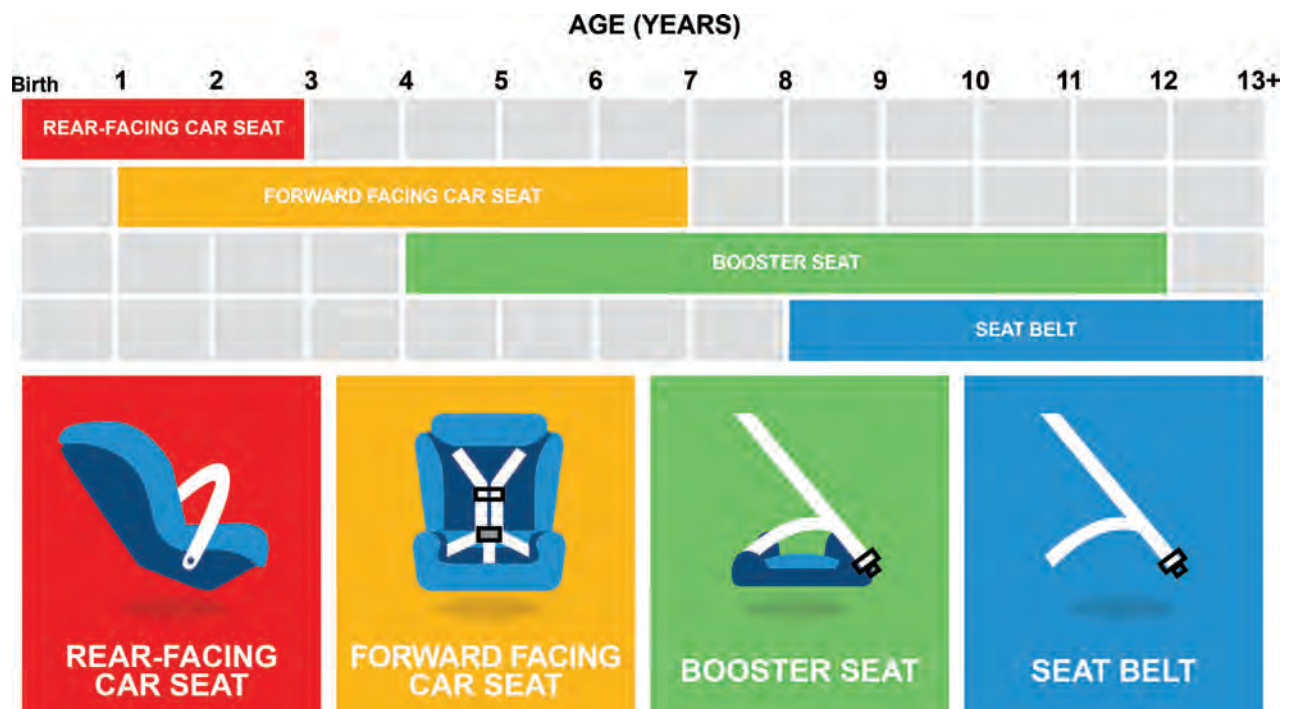 AGE (YEARS)
Birth 1 2 3 4 5 6 7 8 9 10 11 12 13+
REAR-FACING CAR SEAT
FORWARD FACING CAR SEAT
BOOSTER SEAT
SEAT BELT
REAR-FACING
CAR SEAT
FORWARD FACING
CAR SEAT
BOOSTER SEAT
SEAT BELT